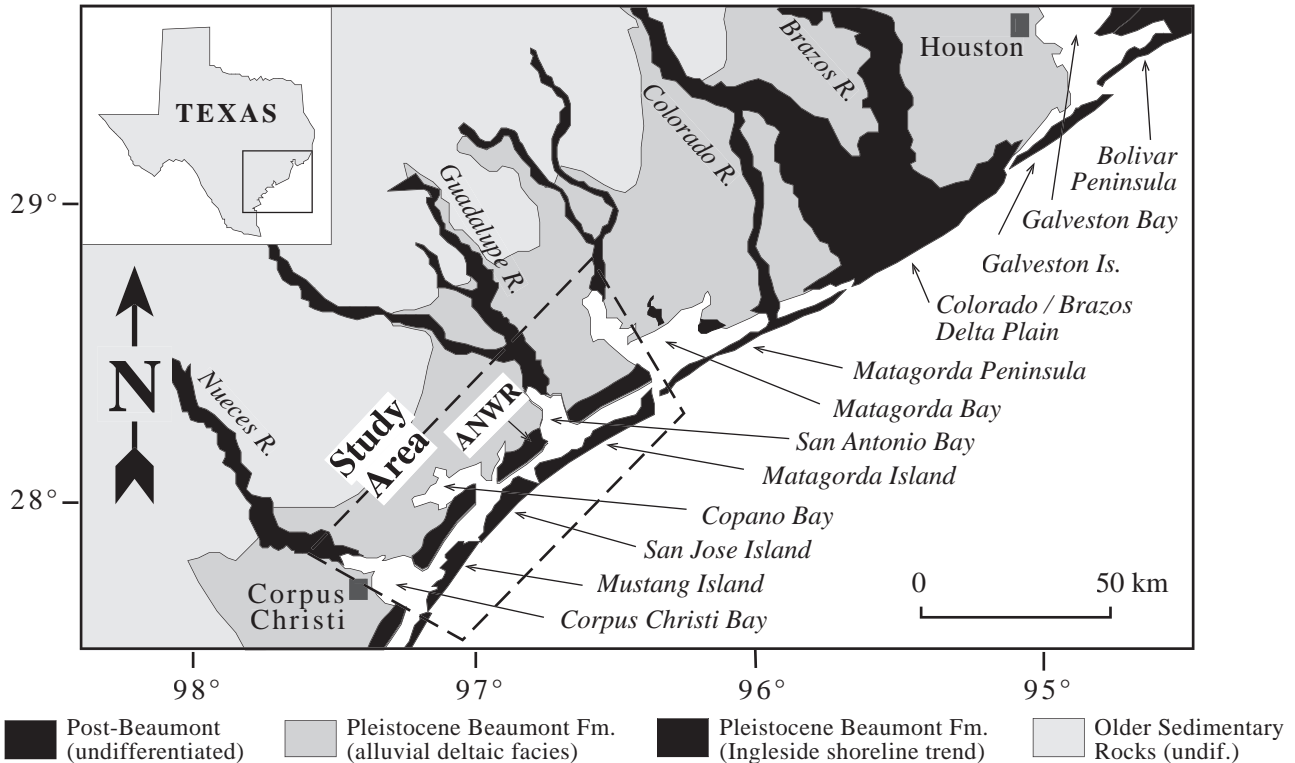 TEXAS
Houston
Brazos R.
Colorado R.
Guadalupe R.
Nueces R.
29°
28°
N
Study
Area
ANWR
Bolivar
Peninsula
Galveston Bay
Galveston Is.
Colorado / Brazos
Delta Plain
Matagorda Peninsula
Matagorda Bay
San Antonio Bay
Matagorda Island
Copano Bay
San Jose Island
Mustang Island
Corpus Christi Bay
Corpus
Christi
0 50 km
98° 97° 96° 95°
Post-Beaumont
(undifferentiated)
Pleistocene Beaumont Fm.
(alluvial deltaic facies)
Pleistocene Beaumont Fm.
(Ingleside shoreline trend)
Older Sedimentary
Rocks (undif.)